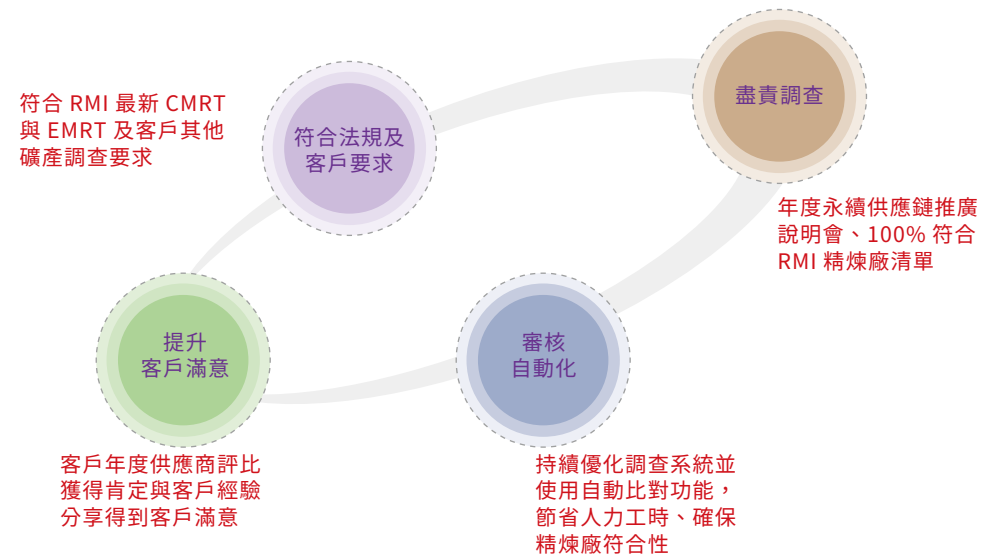 符合 RMI 最新 CMRT
與 EMRT 及客戶其他
礦產調查要求
符合法規及
客戶要求
盡責調查
年度永續供應鏈推廣
說明會、100% 符合
RMI 精煉廠清單
提升
客戶滿意
客戶年度供應商評比
獲得肯定與客戶經驗
分享得到客戶滿意
審核
自動化
持續優化調查系統並
使用自動比對功能，
節省人力工時、確保
精煉廠符合性